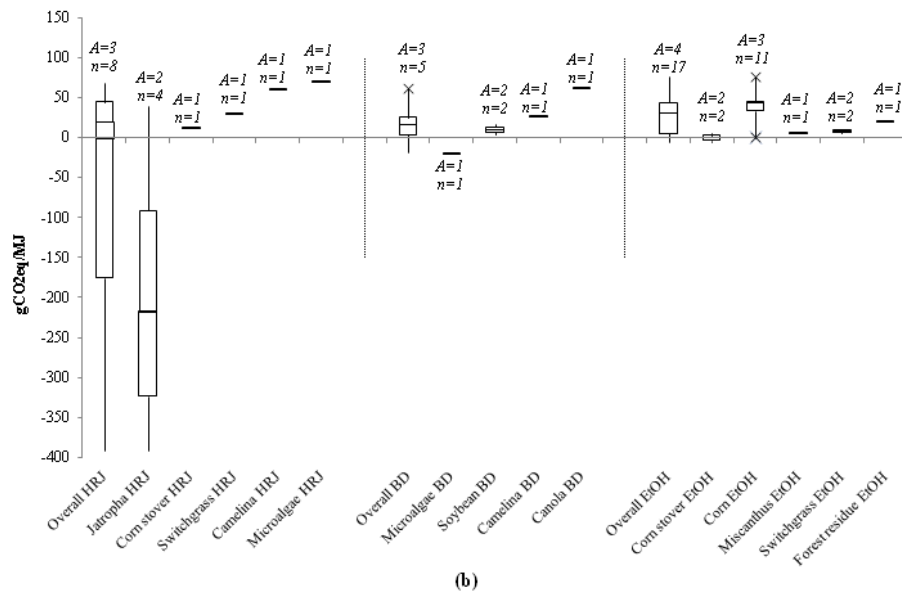 150
100
50
0
-50
-100
-150
-200
-250
-300
-350
-400
gCO2eq/MJ
A=3
n=8
A=2
n=4
A=1
n=1
A=1
n=1
A=1
n=1
A=1
n=1
A=3
n=5
A=1
n=1
A=2
n=2
A=1
n=1
A=1
n=1
A=4
n=17
A=2
n=2
A=3
n=11
A=1
n=1
A=2
n=2
A=1
n=1
Overall HRJ
Jatropha HRJ
Corn stover HRJ
Switchgrass HRJ
Camelina HRJ
Microalgae HRJ
Overall BD
Microalgae BD
Soybean BD
Camelina BD
Canola BD
Overall EtOH
Corn stover EtOH
Corn EtOH
Miscanthus EtOH
Switchgrass EtOH
Forest residue EtOH
(b)